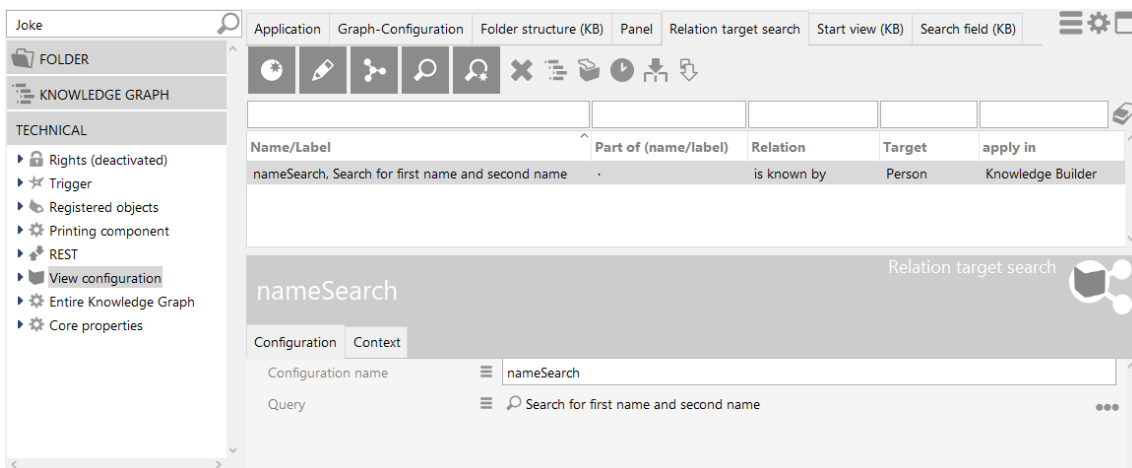 Joke
FOLDER
KNOWLEDGE GRAPH
TECHNICAL
Rights (deactivated)
Trigger
Registered objects
Printing component
REST
View configuration
Entire Knowledge Graph
Core properties
Application Graph-Configuration Folder structure (KB) Panel Relation target search Start view (KB) Search field (KB)
Name/Label Part of (name/label) Relation Target apply in
nameSearch, Search for first name and second name · is known by Person Knowledge Builder
Relation target search
nameSearch
Configuration Context
Configuration name nameSearch
Query Search for first name and second name